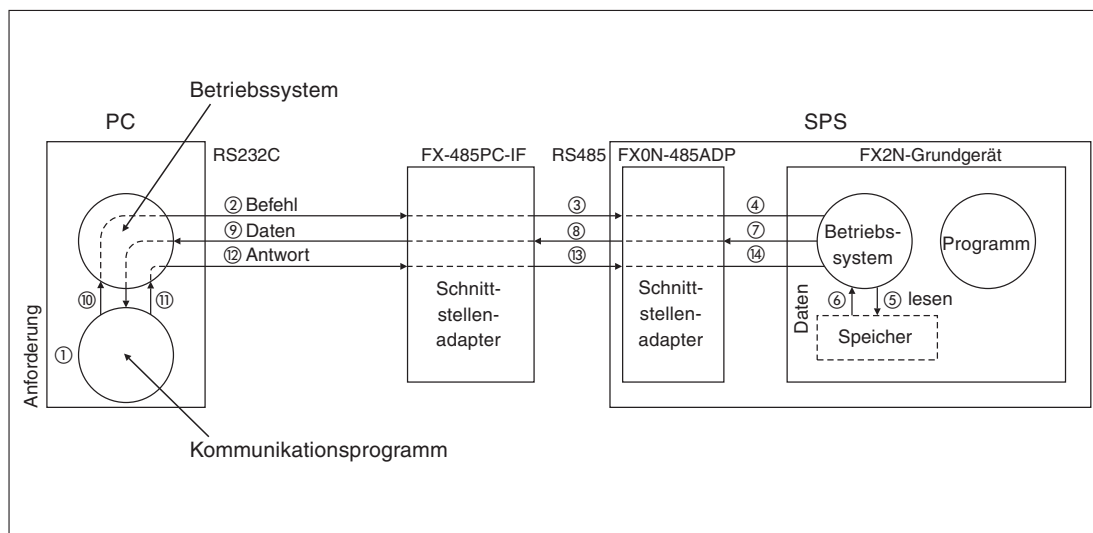 Betriebssystem
PC
SPS
RS232C
FX-485PC-IF
RS485
FX0N-485ADP
FX2N-Grundgerät
② Befehl
③
④
⑨ Daten
⑧
⑦
⑫ Antwort
⑬
⑭
Betriebs-
system
Programm
⑩
⑪
Schnitt-
stellen-
adapter
Schnitt-
stellen-
adapter
Daten
⑥
⑤ lesen
Speicher
Anforderung
①
Kommunikationsprogramm